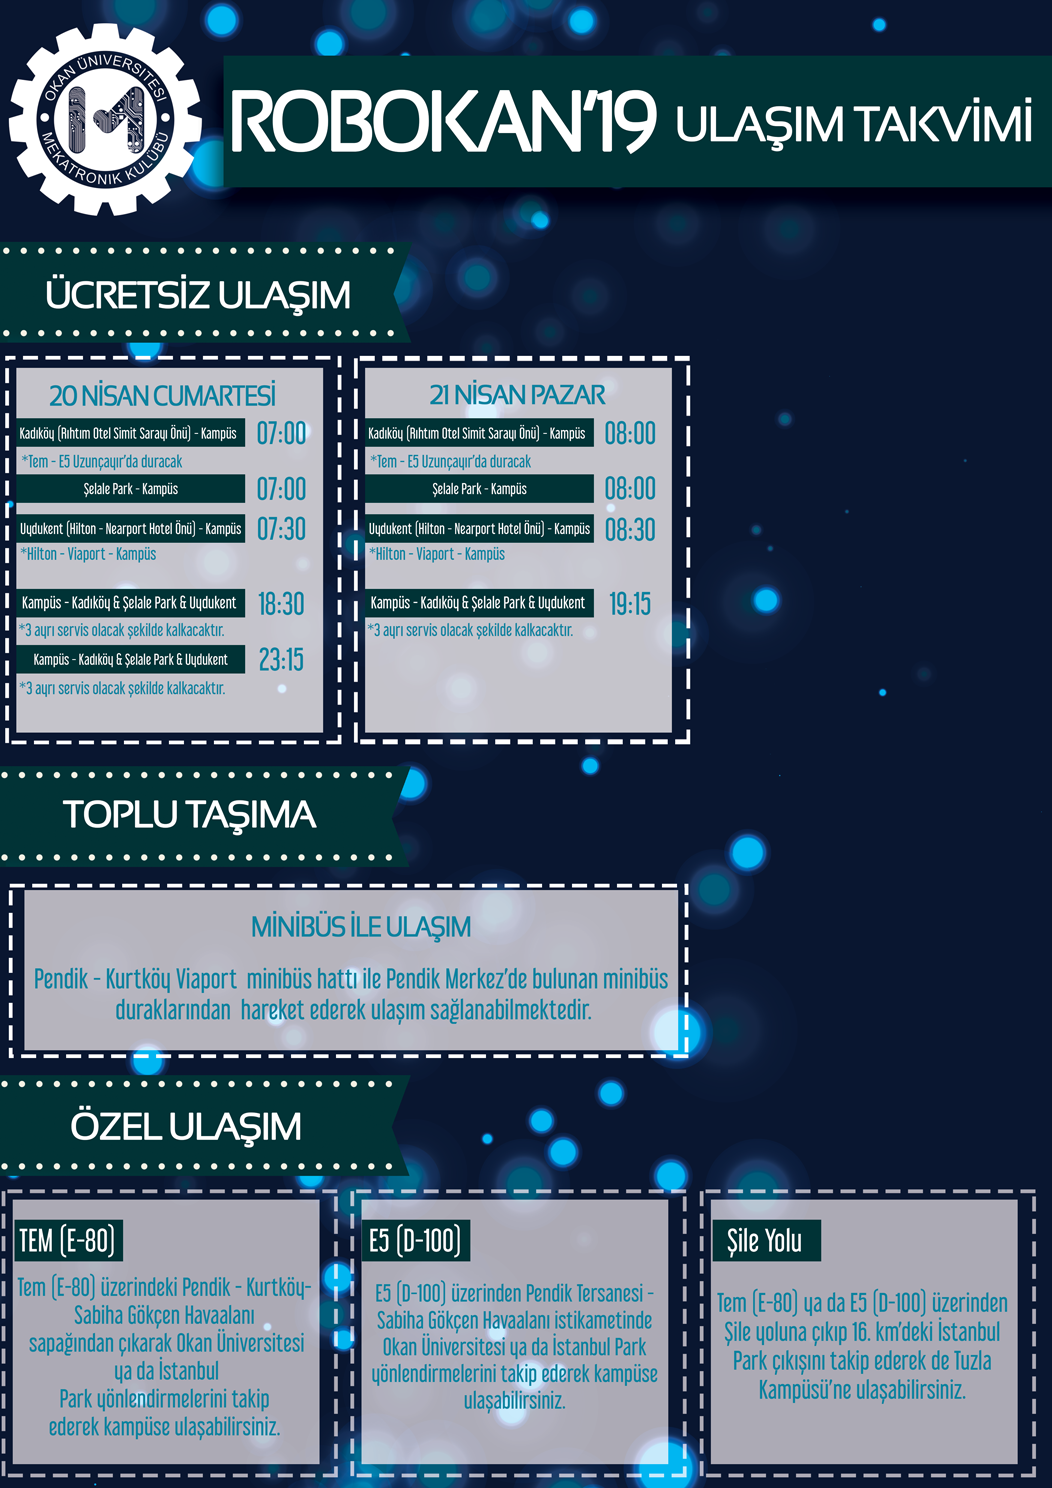 OKAN ÜNİVERSİTESİ
MEKATRONIK KULÜBÜ
ROBOKAN'19 ULAŞIM TAKVİMİ
ÜCRETSİZ ULAŞIM
20 NİSAN CUMARTESİ
Kadıköy (Rıhtım Otel Simit Sarayı Önü) - Kampüs 07:00
*Tem - E5 Uzunçayır'da duracak
Şelale Park - Kampüs 07:00
Uydukent (Hilton - Nearport Hotel Önü) - Kampüs 07:30
*Hilton - Viaport - Kampüs
Kampüs - Kadıköy & Şelale Park & Uydukent 18:30
*3 ayrı servis olacak şekilde kalkacaktır.
Kampüs - Kadıköy & Şelale Park & Uydukent 23:15
*3 ayrı servis olacak şekilde kalkacaktır.
21 NİSAN PAZAR
Kadıköy (Rıhtım Otel Simit Sarayı Önü) - Kampüs 08:00
*Tem - E5 Uzunçayır'da duracak
Şelale Park - Kampüs 08:00
Uydukent (Hilton - Nearport Hotel Önü) - Kampüs 08:30
*Hilton - Viaport - Kampüs
Kampüs - Kadıköy & Şelale Park & Uydukent 19:15
*3 ayrı servis olacak şekilde kalkacaktır.
TOPLU TAŞIMA
MİNİBÜS İLE ULAŞIM
Pendik - Kurtköy Viaport minibüs hattı ile Pendik Merkez'de bulunan minibüs
duraklarından hareket ederek ulaşım sağlanabilmektedir.
ÖZEL ULAŞIM
TEM (E-80)
Tem (E-80) üzerindeki Pendik - Kurtköy-
Sabiha Gökçen Havaalanı
sapağından çıkarak Okan Üniversitesi
ya da İstanbul
Park yönlendirmelerini takip
ederek kampüse ulaşabilirsiniz.
E5 (D-100)
E5 (D-100) üzerinden Pendik Tersanesi -
Sabiha Gökçen Havaalanı istikametinde
Okan Üniversitesi ya da İstanbul Park
yönlendirmelerini takip ederek kampüse
ulaşabilirsiniz.
Şile Yolu
Tem (E-80) ya da E5 (D-100) üzerinden
Şile yoluna çıkıp 16. km'deki İstanbul
Park çıkışını takip ederek de Tuzla
Kampüsü'ne ulaşabilirsiniz.